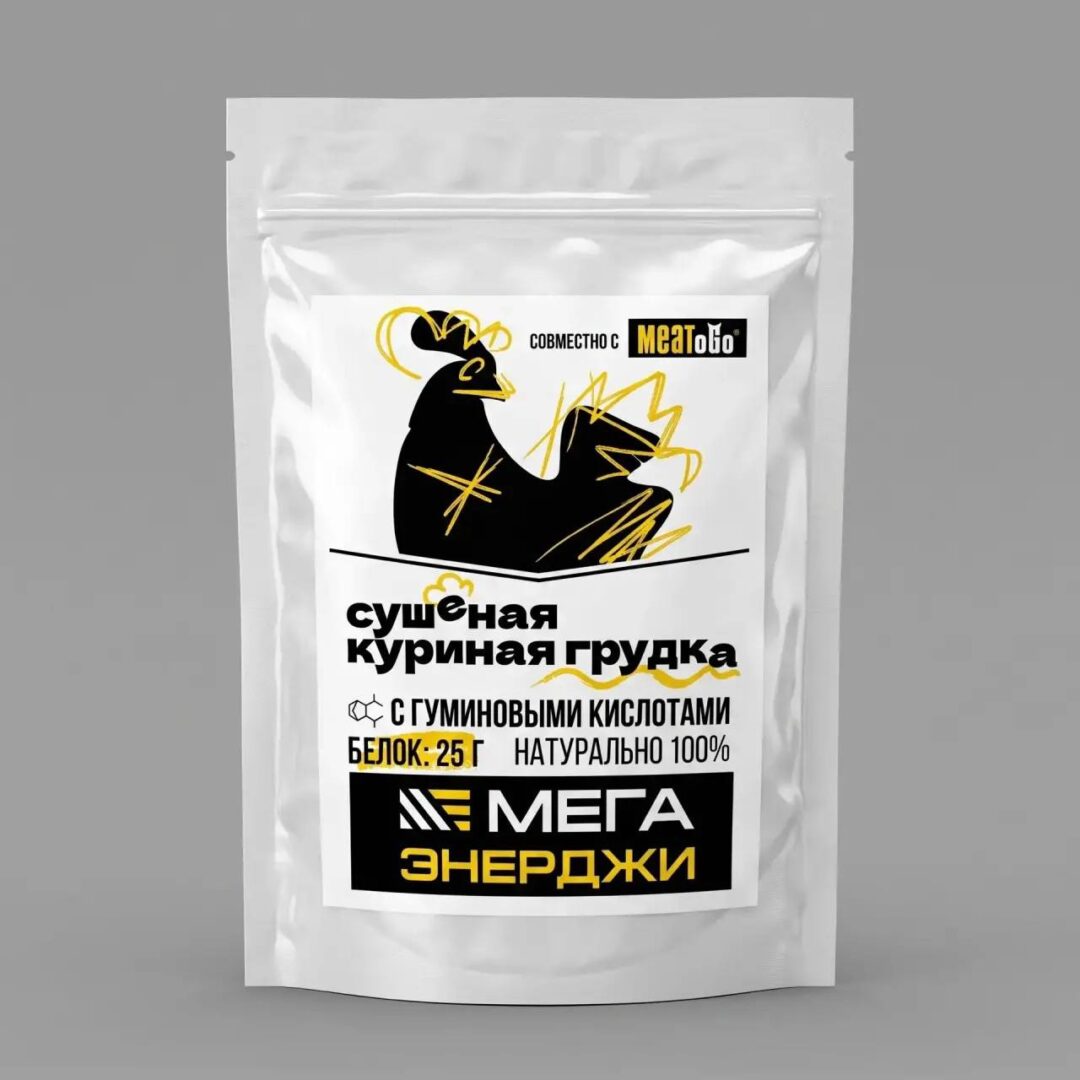 СОВМЕСТНО С MEATOGO®
сушеная
куриная грудка
С ГУМИНОВЫМИ КИСЛОТАМИ
БЕЛОК: 25 Г НАТУРАЛЬНО 100%
МЕГА
ЭНЕРДЖИ